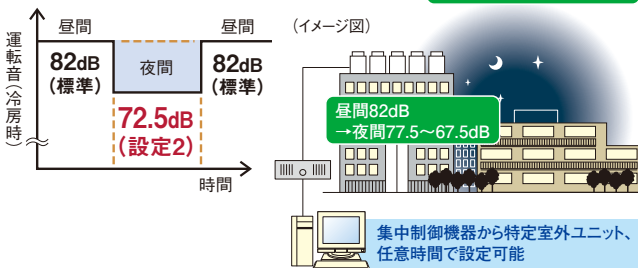 運転音(冷房時)
昼間
昼間
82dB
(標準)
夜間
82dB
(標準)
72.5dB
(設定2)
時間
(イメージ図)
昼間82dB
→夜間77.5~67.5dB
集中制御機器から特定室外ユニット、
任意時間で設定可能